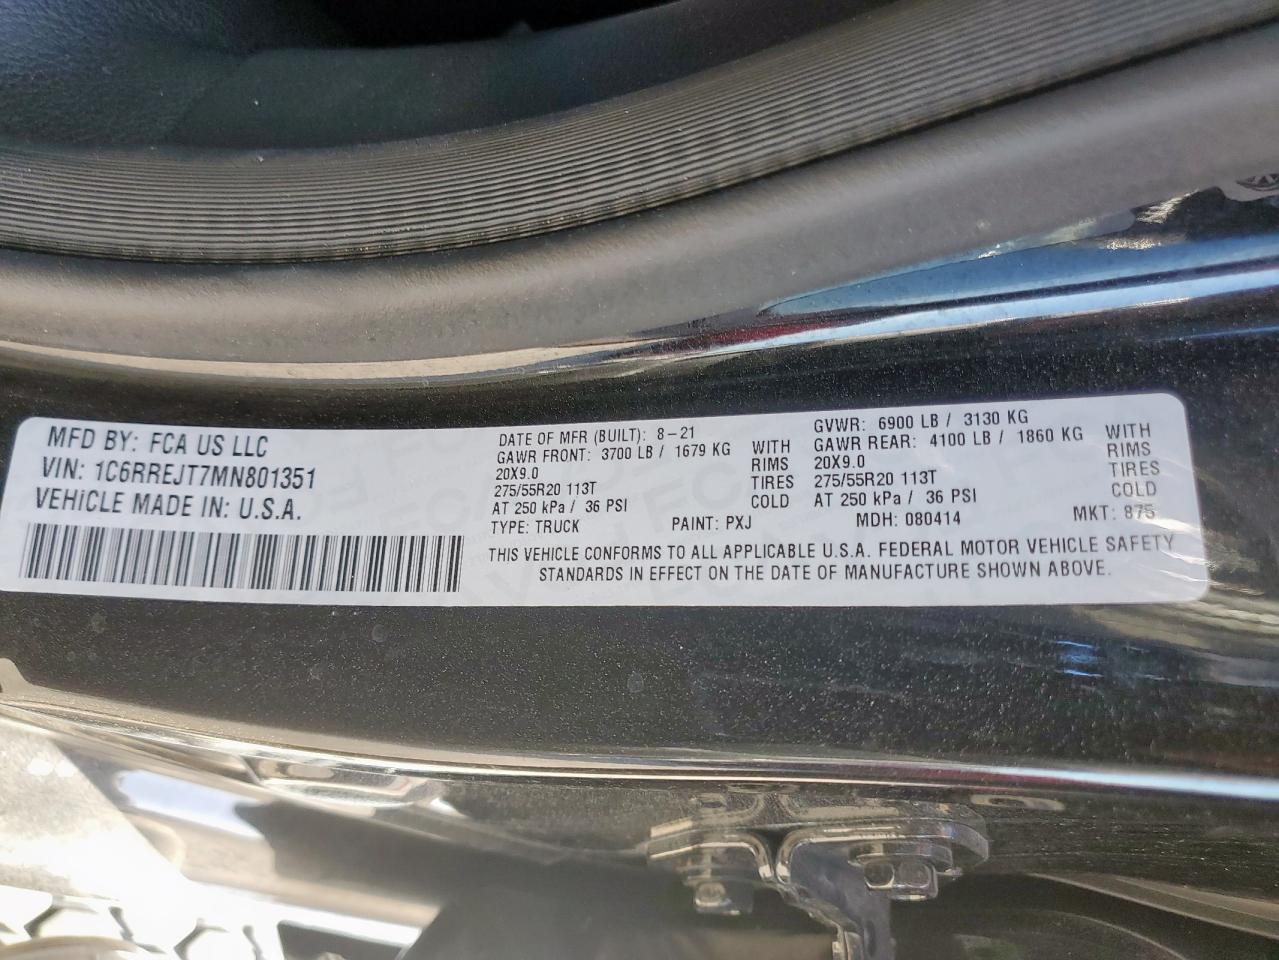 MFD BY: FCA US LLC
VIN: 1C6RREJT7MN801351
VEHICLE MADE IN: U.S.A.
DATE OF MFR (BUILT): 8-21
GAWR FRONT: 3700 LB / 1679 KG WITH
20X9.0 RIMS
275/55R20 113T TIRES
AT 250 kPa / 36 PSI COLD
TYPE: TRUCK PAINT: PXJ
GVWR: 6900 LB / 3130 KG
GAWR REAR: 4100 LB / 1860 KG WITH
20X9.0 RIMS
275/55R20 113T TIRES
AT 250 kPa / 36 PSI COLD
MDH: 080414 MKT: 875
THIS VEHICLE CONFORMS TO ALL APPLICABLE U.S.A. FEDERAL MOTOR VEHICLE SAFETY
STANDARDS IN EFFECT ON THE DATE OF MANUFACTURE SHOWN ABOVE.